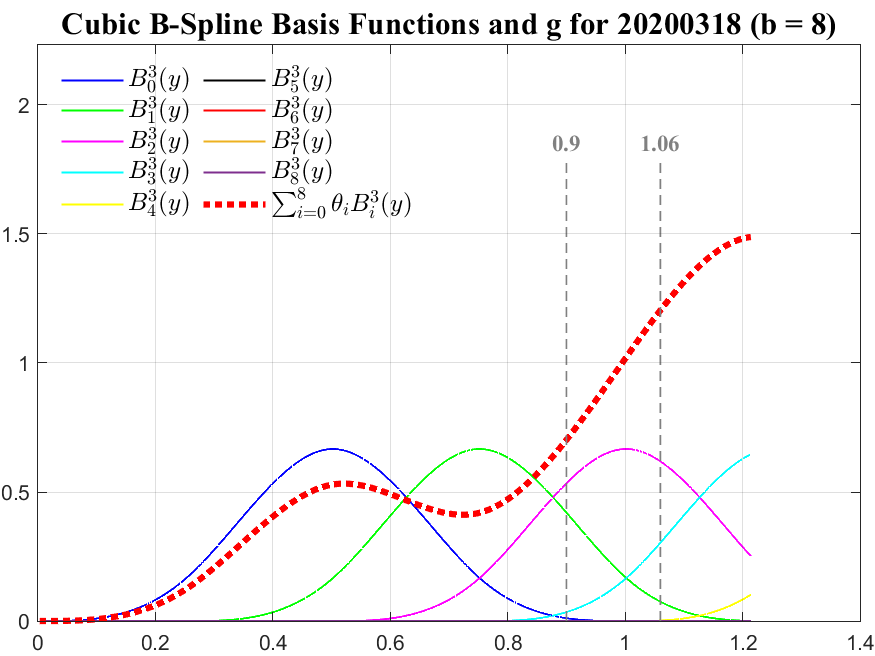 Cubic B-Spline Basis Functions and g for 20200318 (b = 8)
B_0^3(y) B_5^3(y)
B_1^3(y) B_6^3(y)
B_2^3(y) B_7^3(y)
B_3^3(y) B_8^3(y)
B_4^3(y) ∑_{i=0}^8 θ_i B_i^3(y)
0.9 1.06
2
1.5
1
0.5
0
0 0.2 0.4 0.6 0.8 1 1.2 1.4